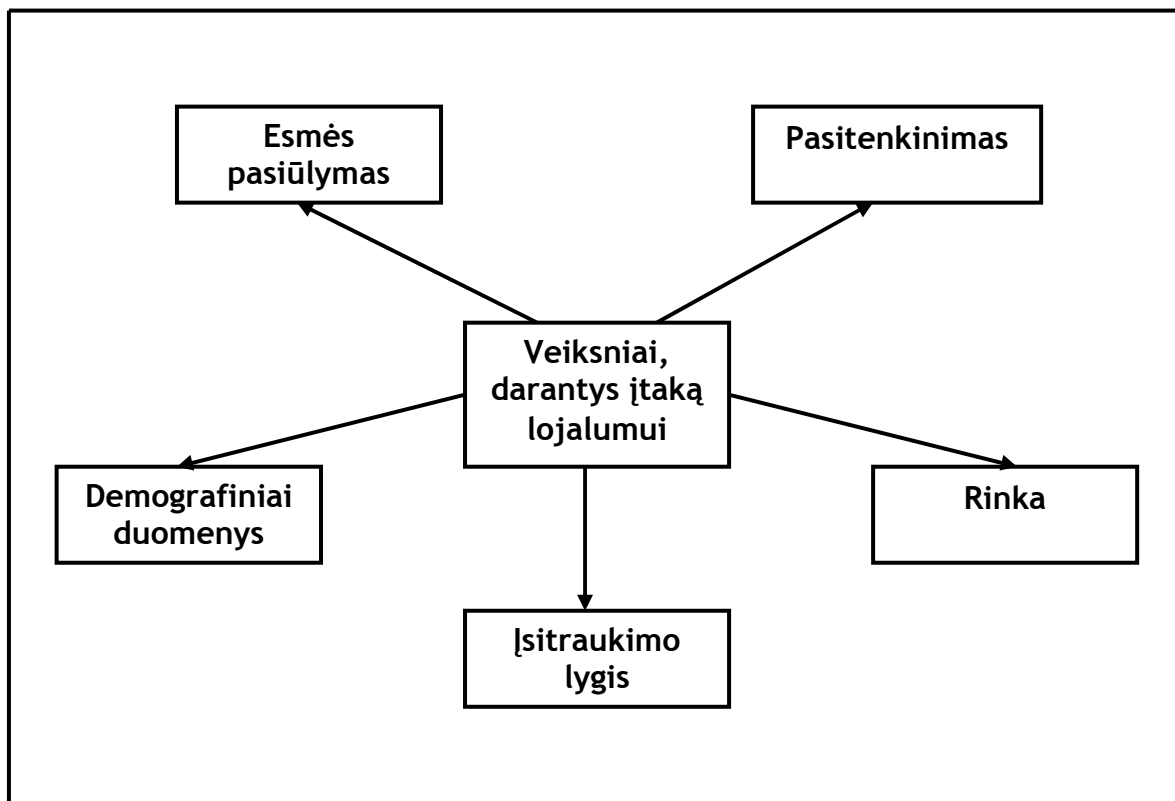 Esmės
pasiūlymas
Pasitenkinimas
Veiksniai,
darantys įtaką
lojalumui
Demografiniai
duomenys
Rinka
Įsitraukimo
lygis